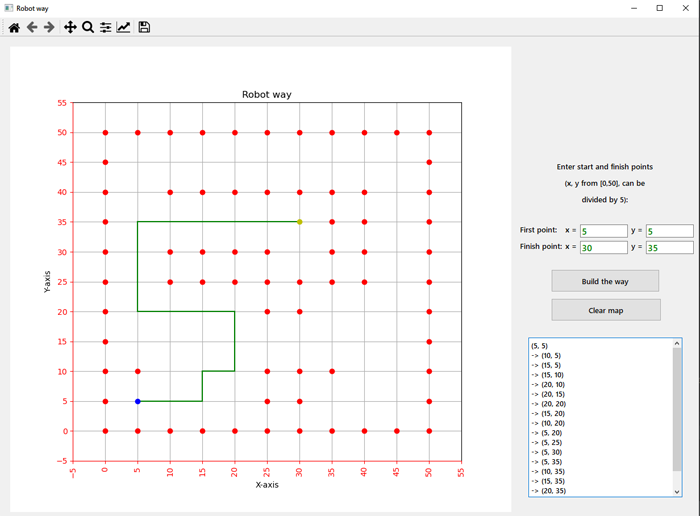 Robot way
Robot way
55
50
45
40
35
30
25
20
15
10
5
0
−5
Y-axis
−5 0 5 10 15 20 25 30 35 40 45 50 55
X-axis
Enter start and finish points
(x, y from [0,50], can be
divided by 5):
First point: x = 5 y = 5
Finish point: x = 30 y = 35
Build the way
Clear map
(5, 5)
-> (10, 5)
-> (15, 5)
-> (15, 10)
-> (20, 10)
-> (20, 15)
-> (20, 20)
-> (15, 20)
-> (10, 20)
-> (5, 20)
-> (5, 25)
-> (5, 30)
-> (5, 35)
-> (10, 35)
-> (15, 35)
-> (20, 35)